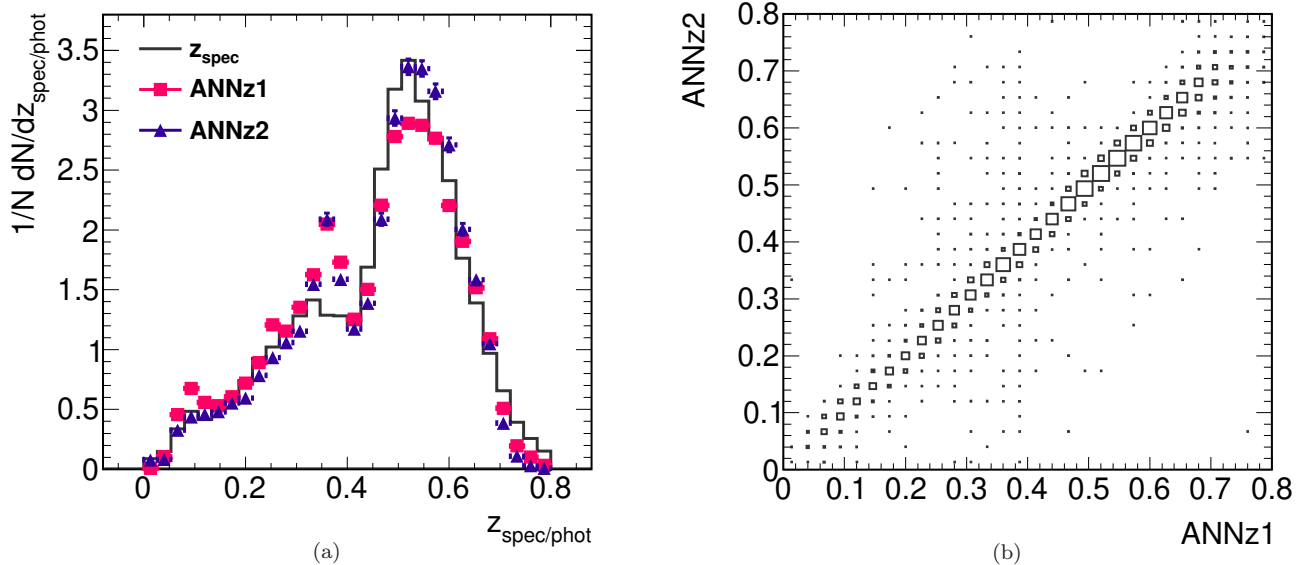 1/N dN/dz_spec/phot
3.5
3
2.5
2
1.5
1
0.5
0
z_spec
ANNz1
ANNz2
0 0.2 0.4 0.6 0.8
z_spec/phot
(a)
ANNz2
0.8
0.7
0.6
0.5
0.4
0.3
0.2
0.1
0
0 0.1 0.2 0.3 0.4 0.5 0.6 0.7 0.8
ANNz1
(b)